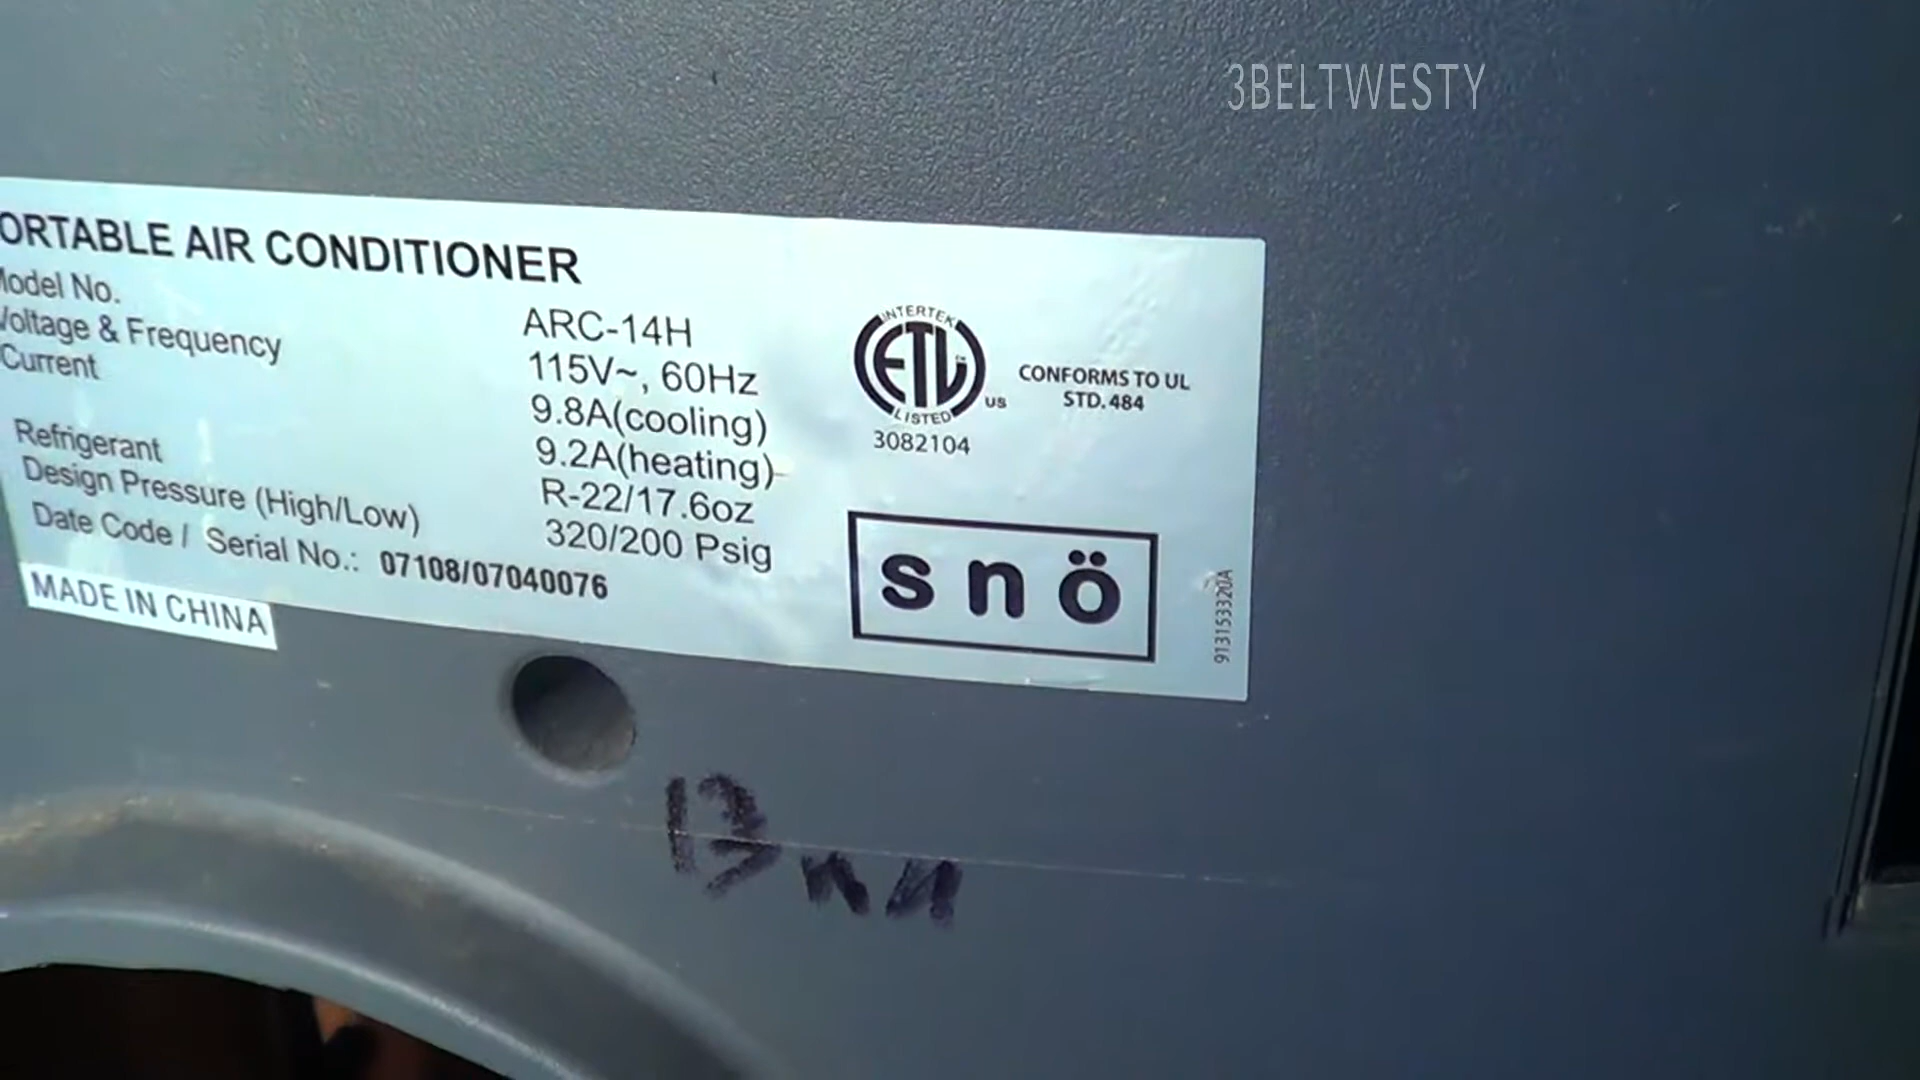 3BELTWESTY
ORTABLE AIR CONDITIONER
Model No. ARC-14H
Voltage & Frequency 115V~, 60Hz
Current 9.8A(cooling)
9.2A(heating)
Refrigerant R-22/17.6oz
Design Pressure (High/Low) 320/200 Psig
Date Code / Serial No.: 07108/07040076
MADE IN CHINA
INTERTEK
ETL
LISTED
US
3082104
CONFORMS TO UL
STD. 484
snö
913153320A